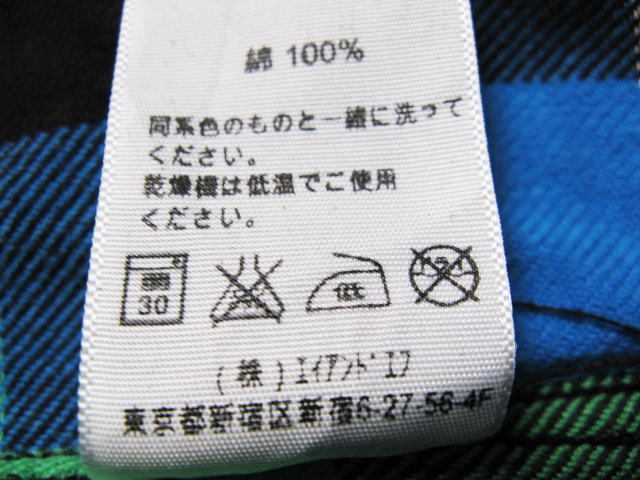 綿 100%
同系色のものと一緒に洗って
ください。
乾燥機は低温でご使用
ください。
30
低
(株)エイアンドエフ
東京都新宿区新宿6-27-56-4F